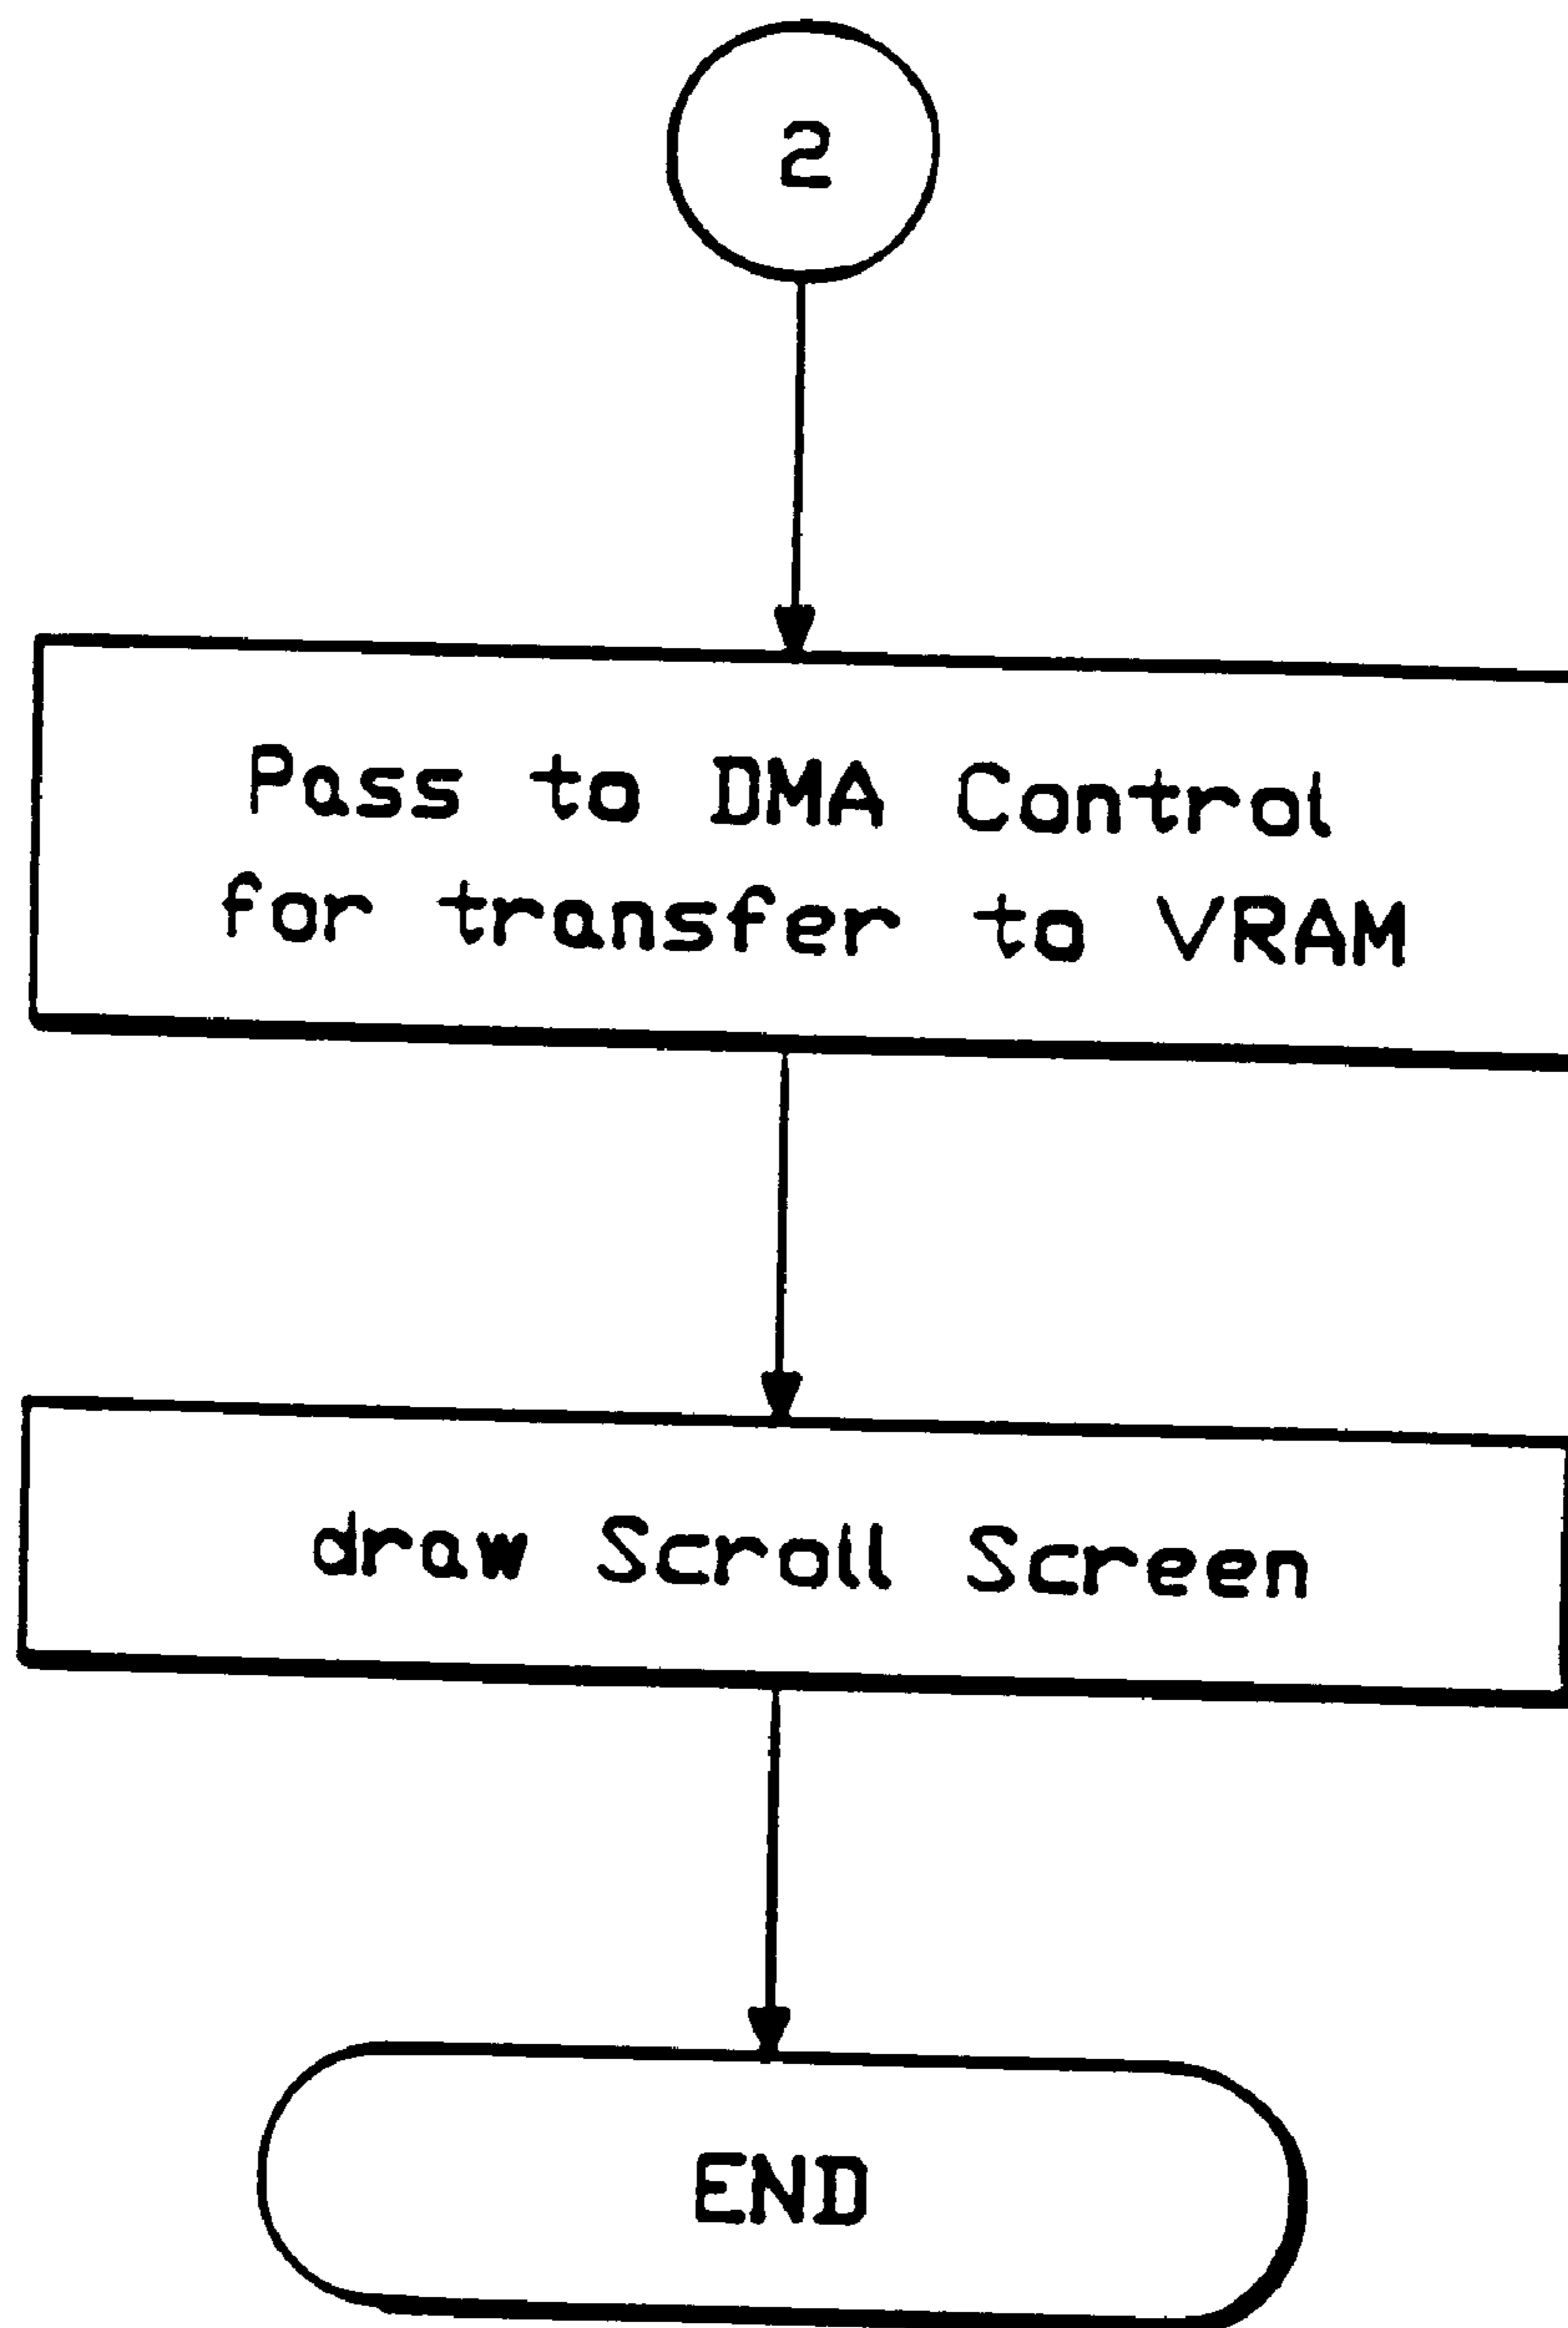 2
Pass to DMA Control
for transfer to VRAM
draw Scroll Screen
END